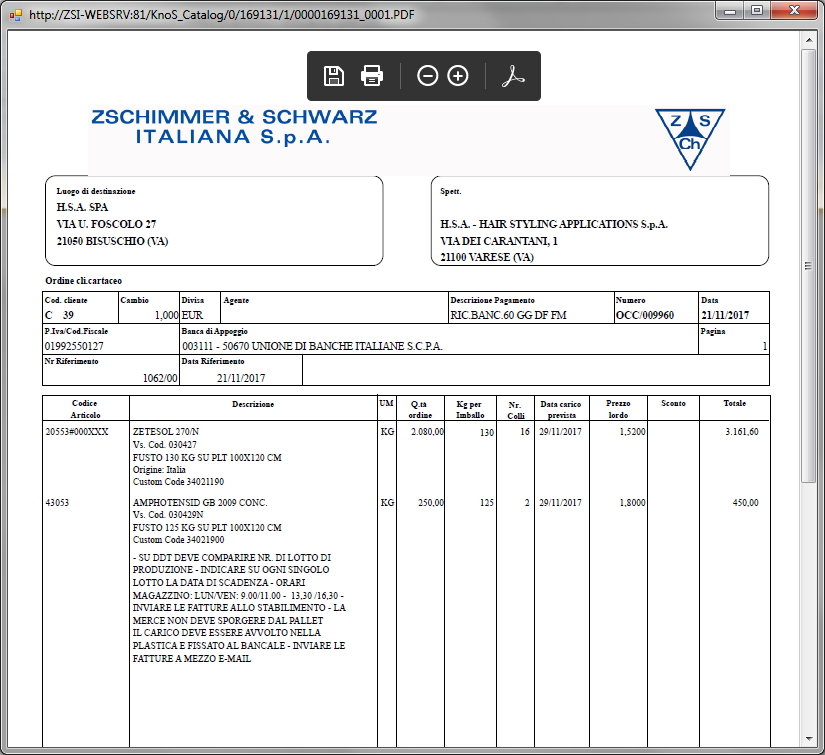 http://ZSI-WEBSRV:81/KnoS_Catalog/0/169131/1/0000169131_0001.PDF
ZSCHIMMER & SCHWARZ
ITALIANA S.p.A.
Z S
Ch
Luogo di destinazione
H.S.A. SPA
VIA U. FOSCOLO 27
21050 BISUSCHIO (VA)
Spett.
H.S.A. - HAIR STYLING APPLICATIONS S.p.A.
VIA DEI CARANTANI, 1
21100 VARESE (VA)
Ordine cli.cartaceo
Cod. cliente Cambio Divisa Agente Descrizione Pagamento Numero Data
C 39 1,000 EUR RIC.BANC.60 GG DF FM OCC/009960 21/11/2017
P.Iva/Cod.Fiscale Banca di Appoggio Pagina
01992550127 003111 - 50670 UNIONE DI BANCHE ITALIANE S.C.P.A. 1
Nr Riferimento Data Riferimento
1062/00 21/11/2017
Codice Descrizione UM Q.tà Kg per Nr. Data carico Prezzo Sconto Totale
Articolo ordine Imballo Colli prevista lordo
20553#000XXX ZETESOL 270/N KG 2.080,00 130 16 29/11/2017 1,5200 3.161,60
Vs. Cod. 030427
FUSTO 130 KG SU PLT 100X120 CM
Origine: Italia
Custom Code 34021190
43053 AMPHOTENSID GB 2009 CONC. KG 250,00 125 2 29/11/2017 1,8000 450,00
Vs. Cod. 030429N
FUSTO 125 KG SU PLT 100X120 CM
Custom Code 34021900
- SU DDT DEVE COMPARIRE NR. DI LOTTO DI
PRODUZIONE - INDICARE SU OGNI SINGOLO
LOTTO LA DATA DI SCADENZA - ORARI
MAGAZZINO: LUN/VEN: 9.00/11.00 - 13,30 /16,30 -
INVIARE LE FATTURE ALLO STABILIMENTO - LA
MERCE NON DEVE SPORGERE DAL PALLET
IL CARICO DEVE ESSERE AVVOLTO NELLA
PLASTICA E FISSATO AL BANCALE - INVIARE LE
FATTURE A MEZZO E-MAIL